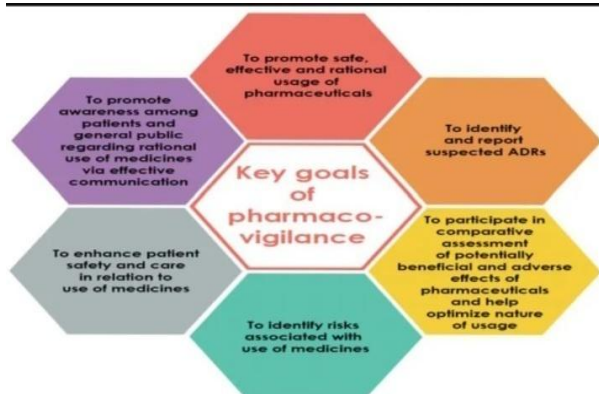 To promote safe,
effective and rational
usage of
pharmaceuticals
To identify
and report
suspected ADRs
To participate in
comparative
assessment
of potentially
beneficial and adverse
effects of
pharmaceuticals
and help
optimize nature
of usage
To identify risks
associated with
use of medicines
To enhance patient
safety and care
in relation to
use of medicines
To promote
awareness among
patients and
general public
regarding rational
use of medicines
via effective
communication
Key goals
of
pharmaco-
vigilance